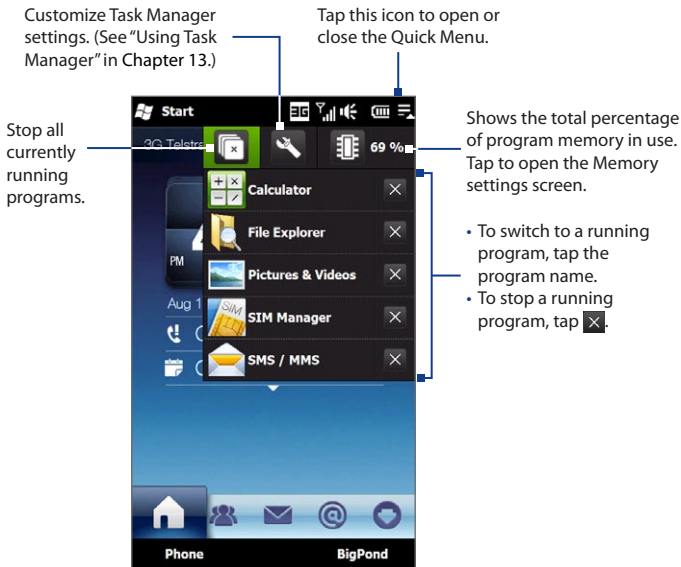 Customize Task Manager
settings. (See “Using Task
Manager” in Chapter 13.)
Tap this icon to open or
close the Quick Menu.
Stop all
currently
running
programs.
Start
3G
3G Telstra
69 %
Calculator
File Explorer
Pictures & Videos
SIM
SIM Manager
SMS / MMS
PM
Aug 1
Phone
BigPond
Shows the total percentage
of program memory in use.
Tap to open the Memory
settings screen.
• To switch to a running
program, tap the
program name.
• To stop a running
program, tap ×.